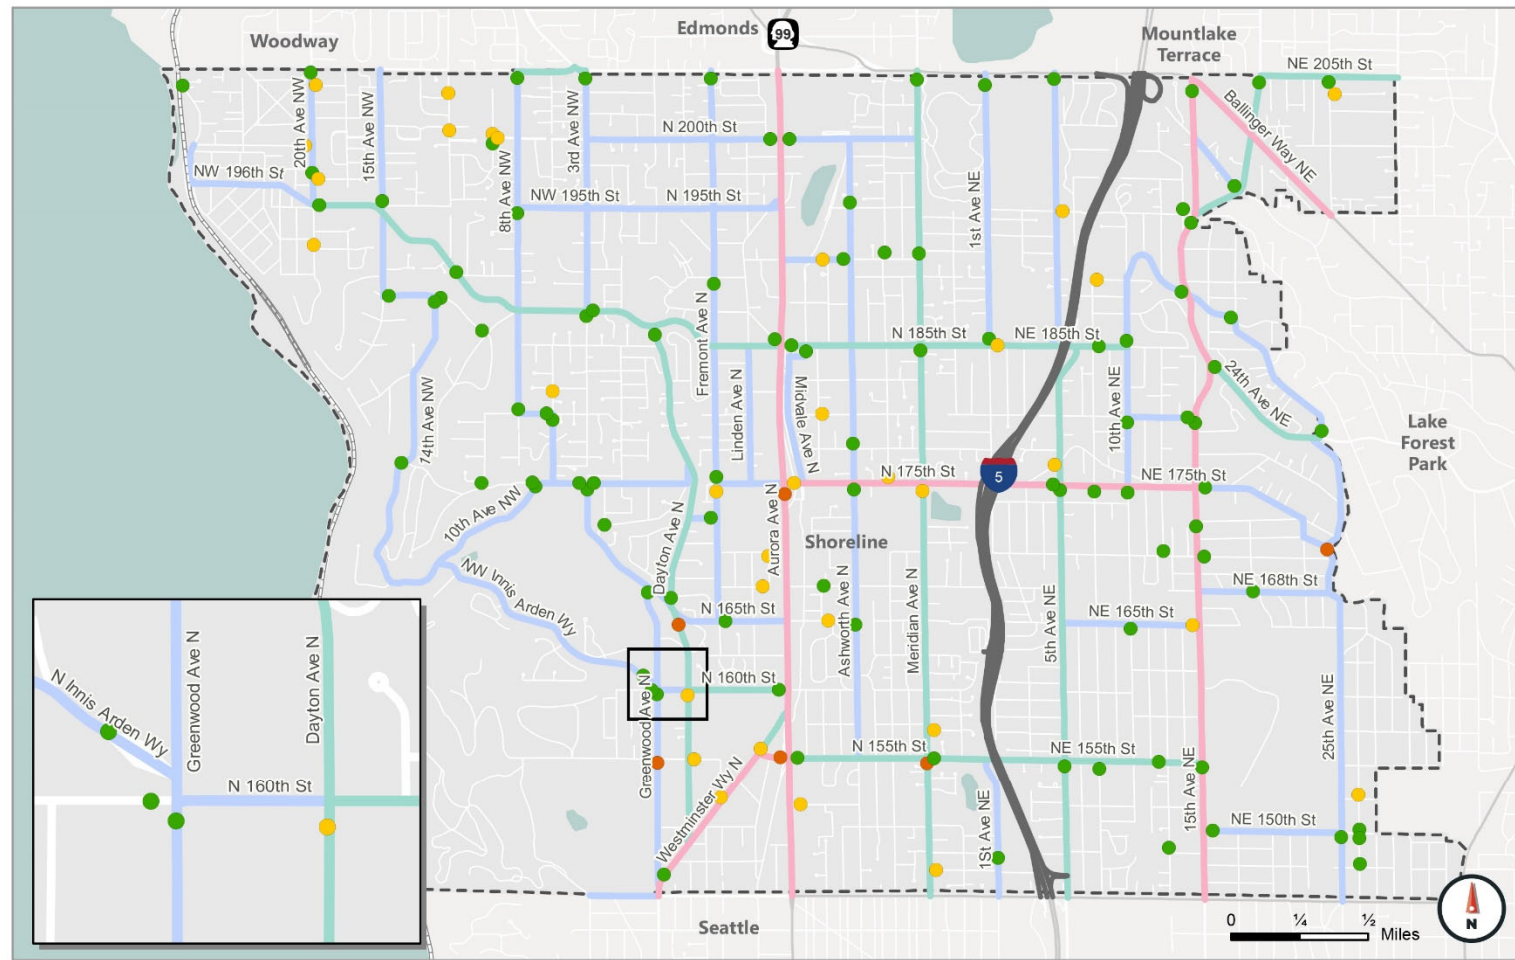 Woodway
Edmonds
99
Mountlake
Terrace
NE 205th St
Ballinger Way NE
20th Ave NW
15th Ave NW
3rd Ave NW
8th Ave NW
N 200th St
NW 196th St
NW 195th St
N 195th St
1st Ave NE
Fremont Ave N
N 185th St
NE 185th St
Linden Ave N
Midvale Ave N
10th Ave NE
24th Ave NE
14th Ave NW
Lake
Forest
Park
N 175th St
5
NE 175th St
10th Ave NW
Dayton Ave N
Aurora Ave N
Shoreline
NW Innis Arden Wy
N 165th St
Ashworth Ave N
Meridian Ave N
5th Ave NE
NE 165th St
NE 168th St
N 160th St
Greenwood Ave N
N 155th St
NE 155th St
Westminster Wy N
1St Ave NE
15th Ave NE
25th Ave NE
NE 150th St
N Innis Arden Wy
Greenwood Ave N
Dayton Ave N
N 160th St
Seattle
0 ¼ ½
Miles
N